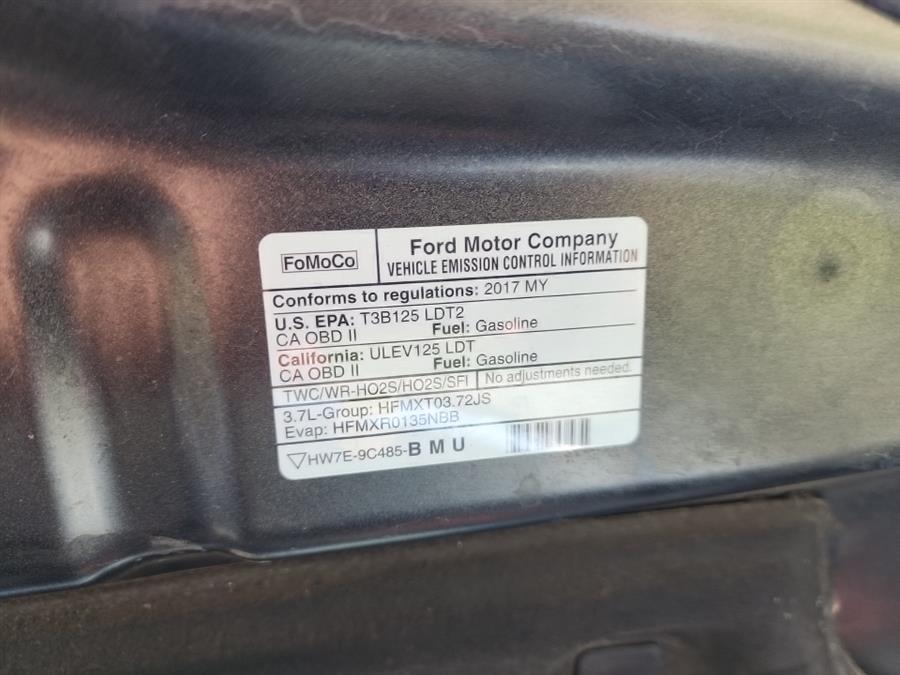 FoMoCo
Ford Motor Company
VEHICLE EMISSION CONTROL INFORMATION
Conforms to regulations: 2017 MY
U.S. EPA: T3B125 LDT2
CA OBD II Fuel: Gasoline
California: ULEV125 LDT
CA OBD II Fuel: Gasoline
TWC/WR-HO2S/HO2S/SFI No adjustments needed.
3.7L-Group: HFMXT03.72JS
Evap: HFMXR0135NBB
HW7E-9C485-BMU